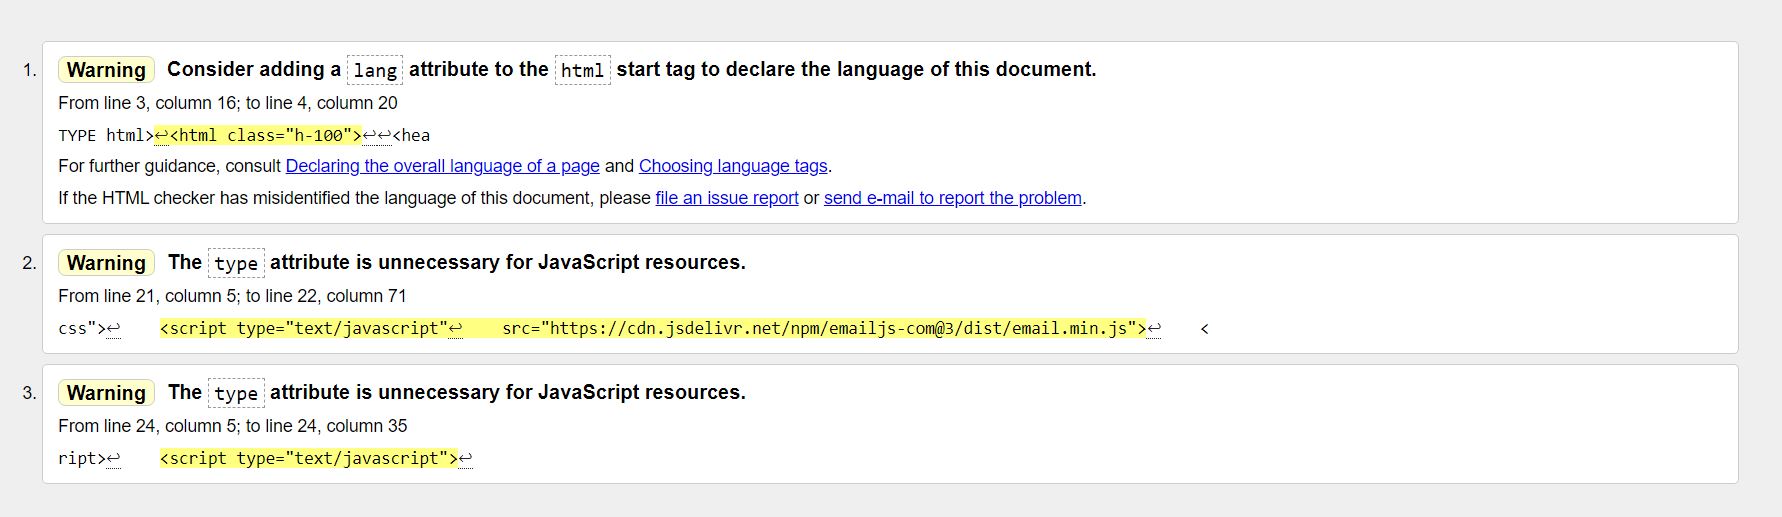 1. Warning Consider adding a lang attribute to the html start tag to declare the language of this document.
From line 3, column 16; to line 4, column 20
TYPE html>↩<html class="h-100">↩↩<hea
For further guidance, consult Declaring the overall language of a page and Choosing language tags.
If the HTML checker has misidentified the language of this document, please file an issue report or send e-mail to report the problem.
2. Warning The type attribute is unnecessary for JavaScript resources.
From line 21, column 5; to line 22, column 71
css">↩    <script type="text/javascript"↩    src="https://cdn.jsdelivr.net/npm/emailjs-com@3/dist/email.min.js">↩    <
3. Warning The type attribute is unnecessary for JavaScript resources.
From line 24, column 5; to line 24, column 35
ript>↩    <script type="text/javascript">↩